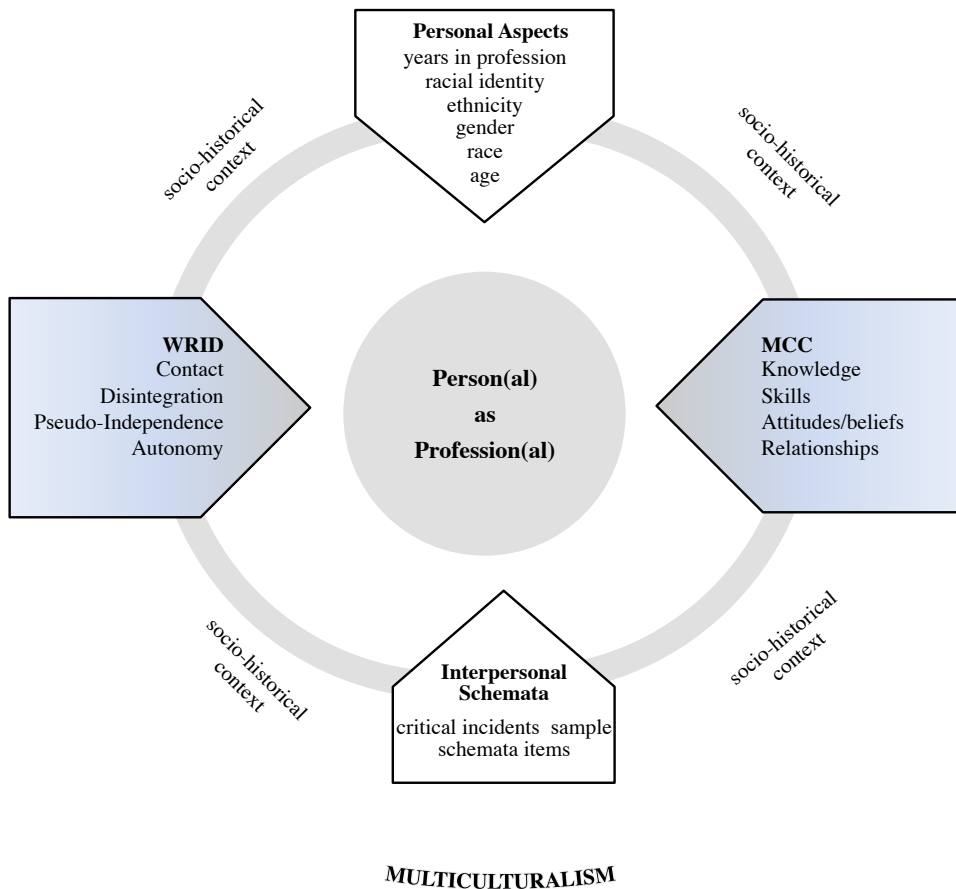 Personal Aspects
years in profession
racial identity
ethnicity
gender
race
age
socio-historical
context
socio-historical
context
WRID
Contact
Disintegration
Pseudo-Independence
Autonomy
Person(al)
as
Profession(al)
MCC
Knowledge
Skills
Attitudes/beliefs
Relationships
socio-historical
context
socio-historical
context
Interpersonal
Schemata
critical incidents sample
schemata items
MULTICULTURALISM